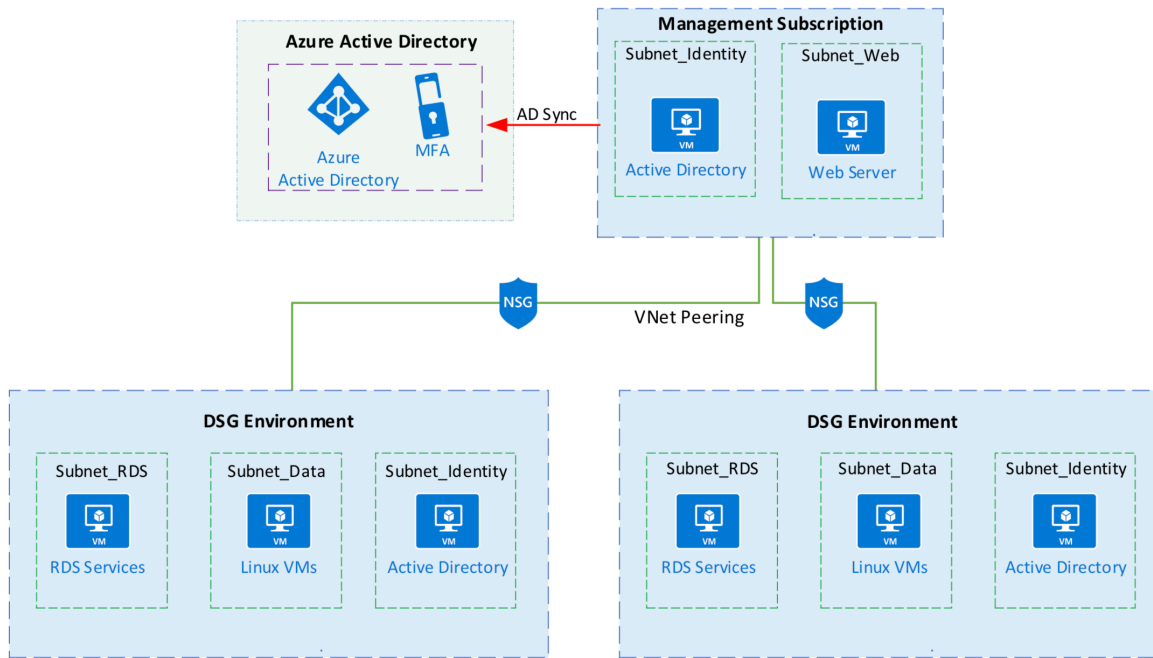 Azure Active Directory
Azure
Active Directory
MFA
AD Sync
Management Subscription
Subnet_Identity
VM
Active Directory
Subnet_Web
VM
Web Server
NSG
NSG
VNet Peering
DSG Environment
Subnet_RDS
VM
RDS Services
Subnet_Data
VM
Linux VMs
Subnet_Identity
VM
Active Directory
DSG Environment
Subnet_RDS
VM
RDS Services
Subnet_Data
VM
Linux VMs
Subnet_Identity
VM
Active Directory